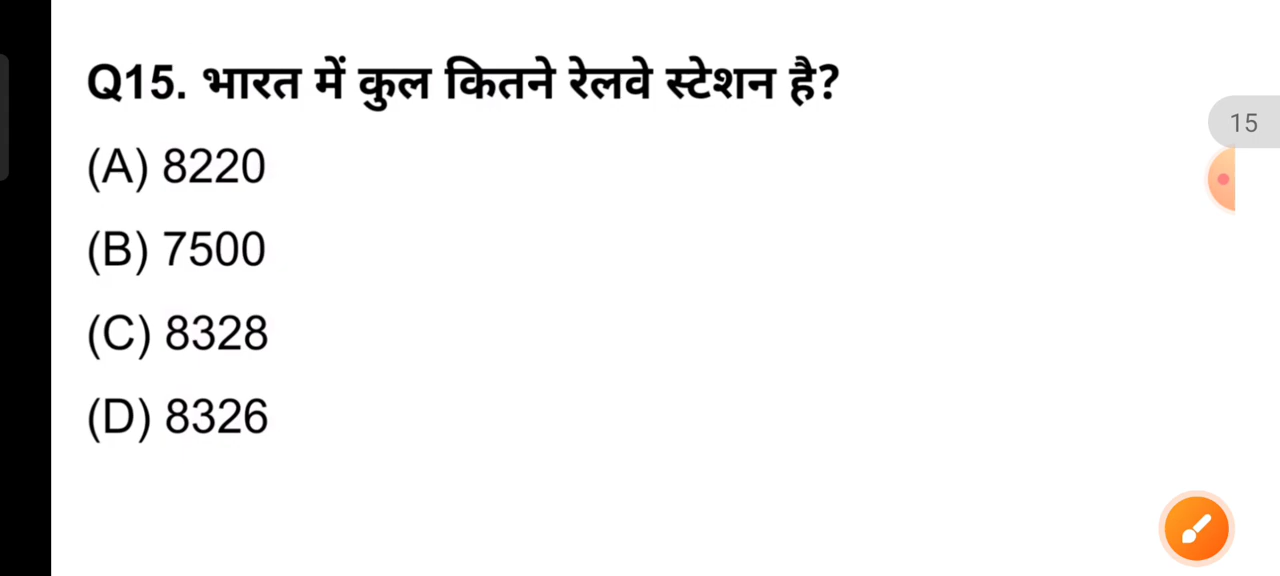 Q15. भारत में कुल कितने रेलवे स्टेशन है?
15
(A) 8220
(B) 7500
(C) 8328
(D) 8326